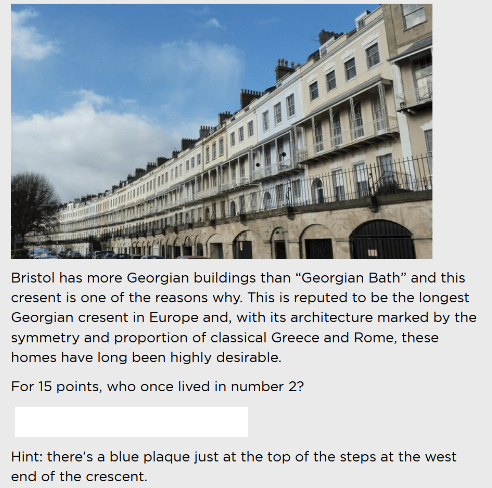 Bristol has more Georgian buildings than “Georgian Bath” and this
cresent is one of the reasons why. This is reputed to be the longest
Georgian cresent in Europe and, with its architecture marked by the
symmetry and proportion of classical Greece and Rome, these
homes have long been highly desirable.
For 15 points, who once lived in number 2?
Hint: there's a blue plaque just at the top of the steps at the west
end of the crescent.